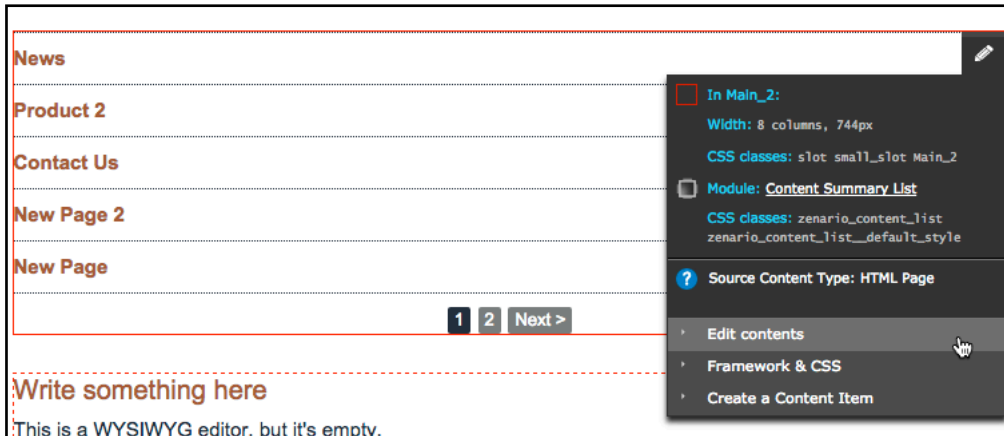 News
Product 2
Contact Us
New Page 2
New Page
1 2 Next >
Write something here
This is a WYSIWYG editor, but it's empty.
In Main_2:
Width: 8 columns, 744px
CSS classes: slot small_slot Main_2
Module: Content Summary List
CSS classes: zenario_content_list
zenario_content_list__default_style
? Source Content Type: HTML Page
Edit contents
Framework & CSS
Create a Content Item